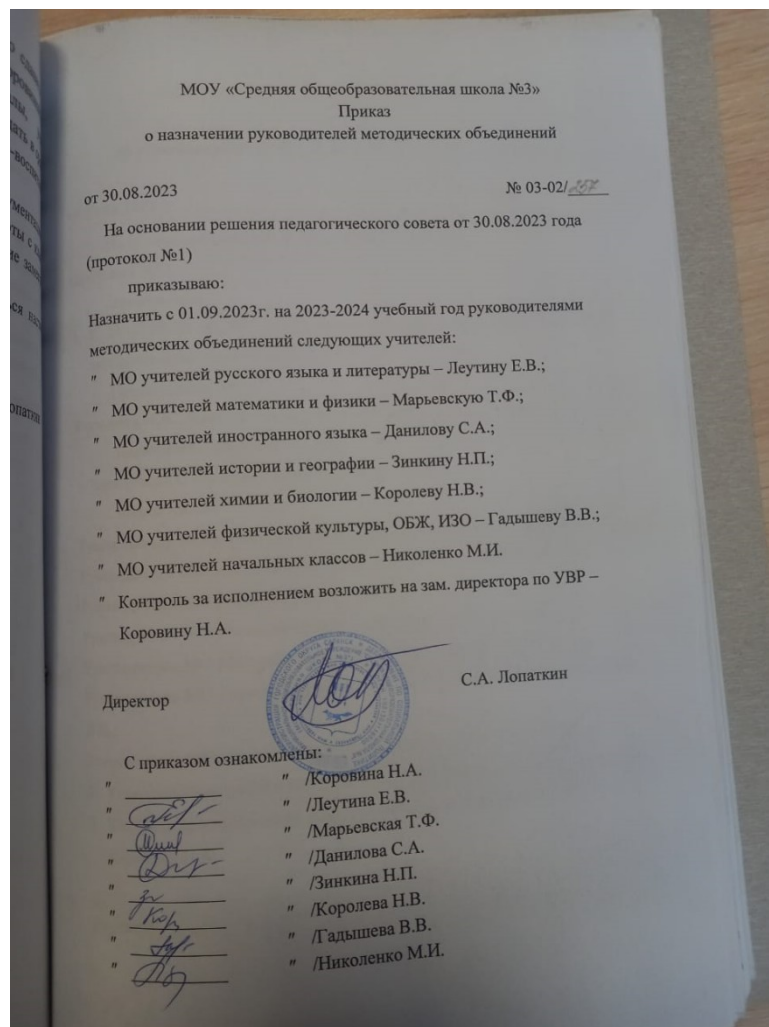 МОУ «Средняя общеобразовательная школа №3»
Приказ
о назначении руководителей методических объединений
от 30.08.2023 № 03-02/257
На основании решения педагогического совета от 30.08.2023 года
(протокол №1)
приказываю:
Назначить с 01.09.2023г. на 2023-2024 учебный год руководителями
методических объединений следующих учителей:
" МО учителей русского языка и литературы – Леутину Е.В.;
" МО учителей математики и физики – Марьевскую Т.Ф.;
" МО учителей иностранного языка – Данилову С.А.;
" МО учителей истории и географии – Зинкину Н.П.;
" МО учителей химии и биологии – Королеву Н.В.;
" МО учителей физической культуры, ОБЖ, ИЗО – Гадышеву В.В.;
" МО учителей начальных классов – Николенко М.И.
" Контроль за исполнением возложить на зам. директора по УВР –
Коровину Н.А.
Директор С.А. Лопаткин
С приказом ознакомлены:
" " /Коровина Н.А.
" " /Леутина Е.В.
" " /Марьевская Т.Ф.
" " /Данилова С.А.
" " /Зинкина Н.П.
" " /Королева Н.В.
" " /Гадышева В.В.
" " /Николенко М.И.